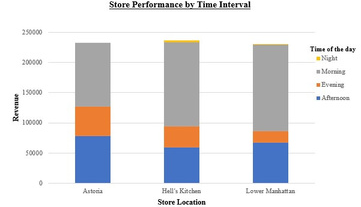 Store Performance by Time Interval
250000
200000
150000
100000
50000
0
Revenue
Astoria
Hell's Kitchen
Lower Manhattan
Store Location
Time of the day
Night
Morning
Evening
Afternoon